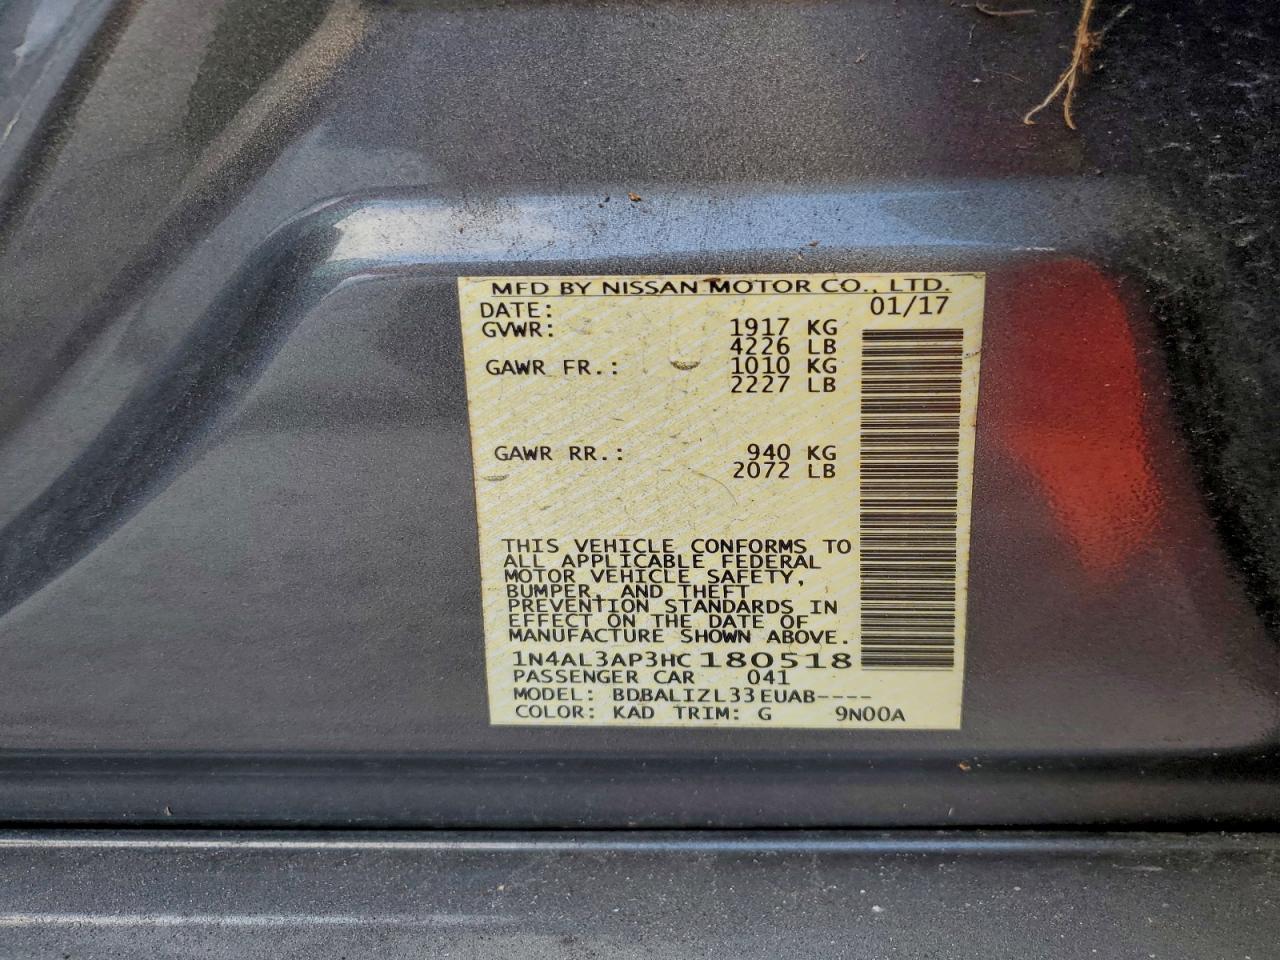 MFD BY NISSAN MOTOR CO., LTD.
DATE: 01/17
GVWR: 1917 KG
4226 LB
GAWR FR.: 1010 KG
2227 LB
GAWR RR.: 940 KG
2072 LB
THIS VEHICLE CONFORMS TO
ALL APPLICABLE FEDERAL
MOTOR VEHICLE SAFETY,
BUMPER, AND THEFT
PREVENTION STANDARDS IN
EFFECT ON THE DATE OF
MANUFACTURE SHOWN ABOVE.
1N4AL3AP3HC180518
PASSENGER CAR 041
MODEL: BDBALIZL33EUAB----
COLOR: KAD TRIM: G 9N00A